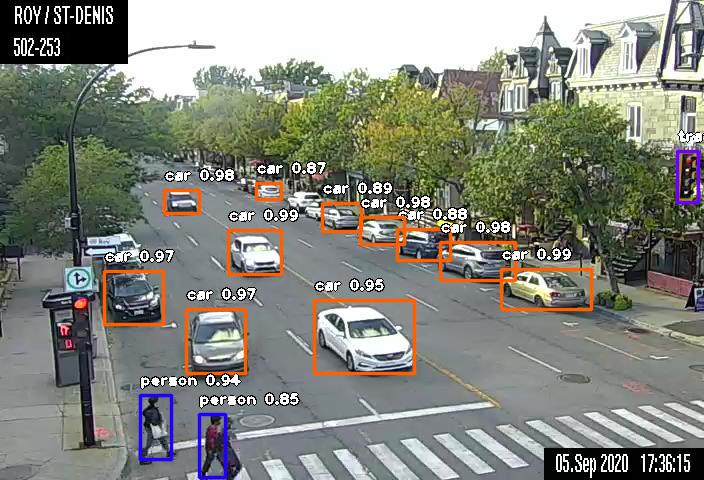 ROY / ST-DENIS
502-253
car 0.98
car 0.87
car 0.89
car 0.98
car 0.88
car 0.98
car 0.99
car 0.99
car 0.97
car 0.97
car 0.95
person 0.94
person 0.85
tra
05.Sep 2020 17:36:15